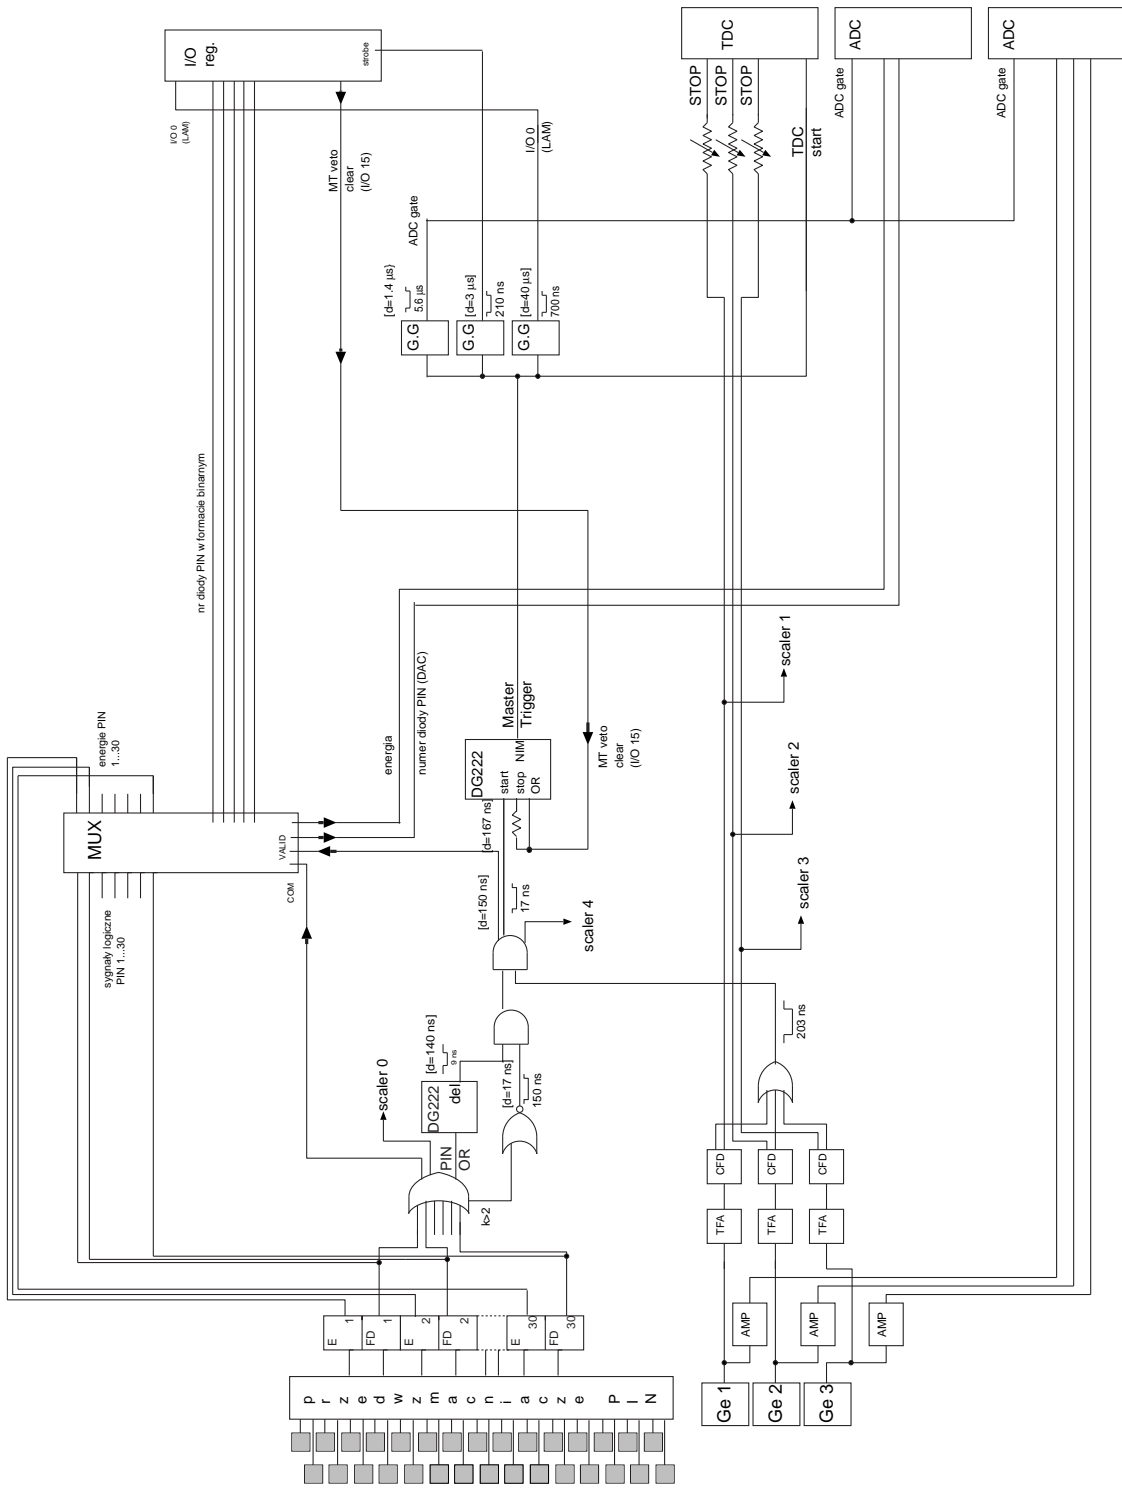 I/O
reg.
strobe
I/O 0
(LAM)
MT veto
clear
(I/O 15)
I/O 0
(LAM)
TDC
STOP
STOP
STOP
TDC
start
ADC
ADC gate
ADC
ADC gate
ADC gate
[d=1.4 µs}
5.6 µs
G.G
[d=3 µs]
210 ns
G.G
[d=40 µs]
700 ns
G.G
nr diody PIN w formacie binarnym
energie PIN
1...30
MUX
VALID
COM
sygnały logiczne
PIN 1...30
energia
numer diody PIN (DAC)
Master
Trigger
DG222
start
stop
OR
NIM
MT veto
clear
(I/O 15)
[d=167 ns]
[d=150 ns]
17 ns
scaler 4
scaler 1
scaler 2
scaler 3
203 ns
scaler 0
[d=140 ns]
9 ns
DG222
del
[d=17 ns]
150 ns
PIN
OR
k>2
CFD
CFD
CFD
TFA
TFA
TFA
AMP
AMP
AMP
Ge 1
Ge 2
Ge 3
E 1
FD 1
E 2
FD 2
E 30
FD 30
przedwzmacniacze PIN